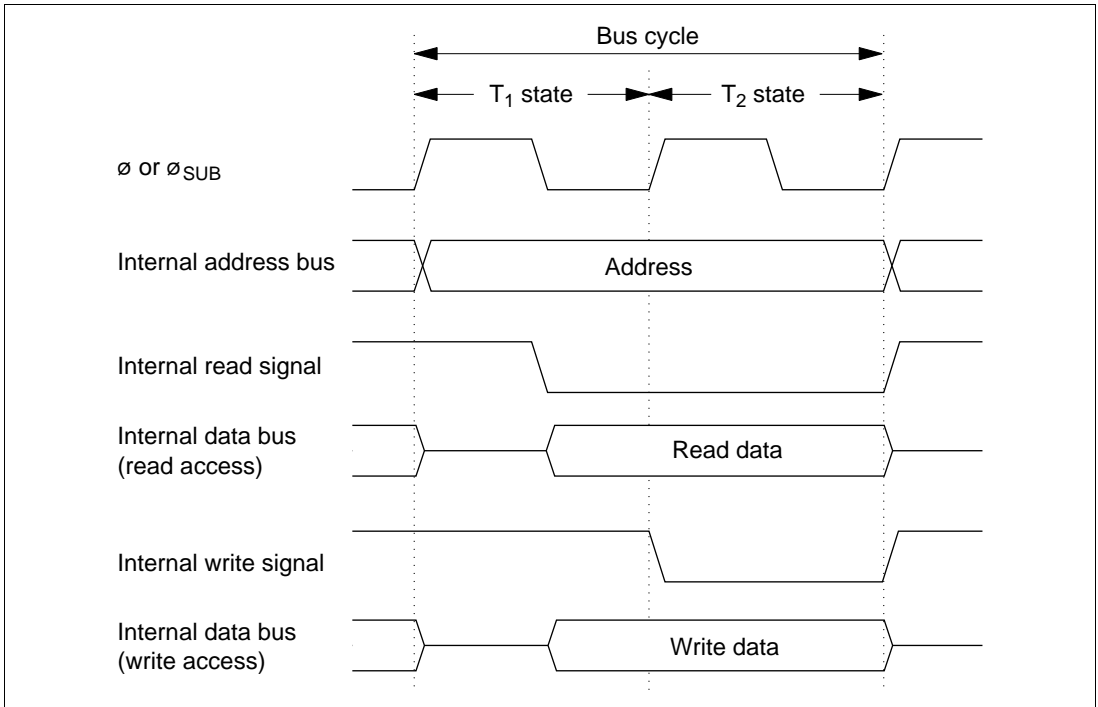 Bus cycle
T₁ state
T₂ state
ø or øSUB
Internal address bus
Address
Internal read signal
Internal data bus
(read access)
Read data
Internal write signal
Internal data bus
(write access)
Write data